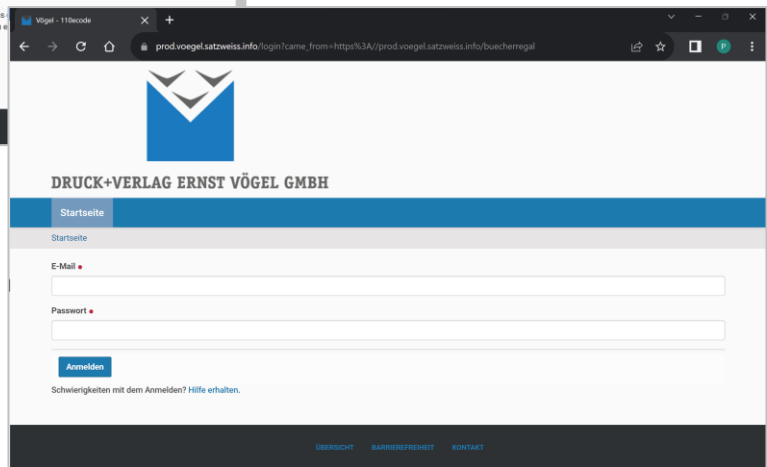 Vögel - 110ecode
prod.voegel.satzweiss.info/login?came_from=https%3A//prod.voegel.satzweiss.info/buecherregal
P
DRUCK+VERLAG ERNST VÖGEL GMBH
Startseite
Startseite
E-Mail
Passwort
Anmelden
Schwierigkeiten mit dem Anmelden? Hilfe erhalten.
ÜBERSICHT BARRIEREFREIHEIT KONTAKT